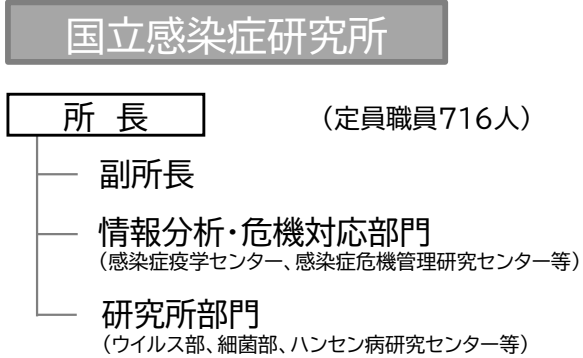 国立感染症研究所
所 長
（定員職員716人）
副所長
情報分析・危機対応部門
（感染症疫学センター、感染症危機管理研究センター等）
研究所部門
（ウイルス部、細菌部、ハンセン病研究センター等）